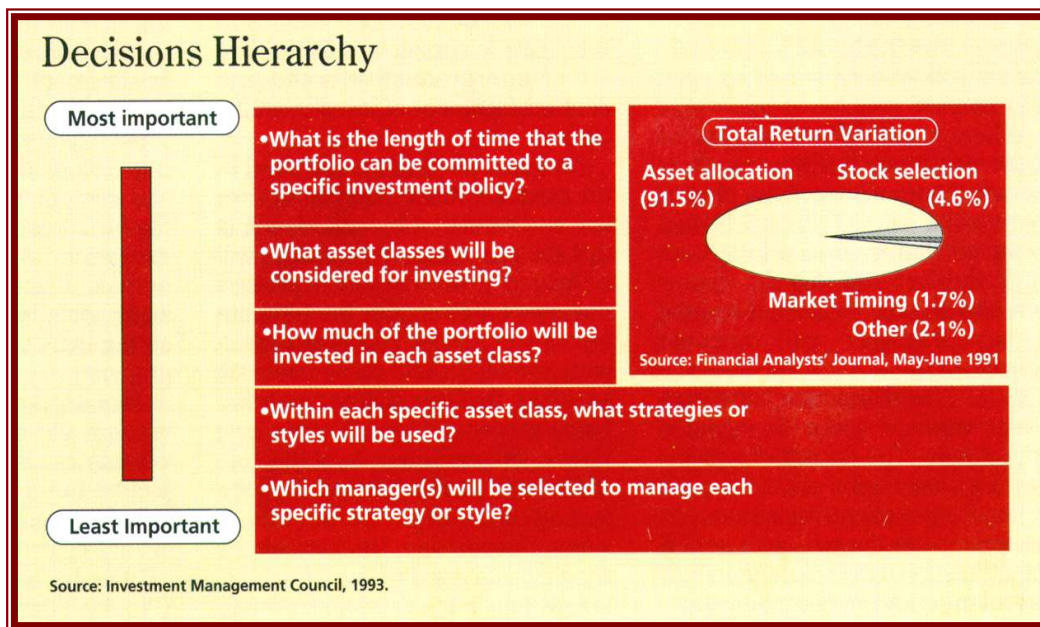 Decisions Hierarchy
Most important
•What is the length of time that the
portfolio can be committed to a
specific investment policy?
•What asset classes will be
considered for investing?
•How much of the portfolio will be
invested in each asset class?
•Within each specific asset class, what strategies or
styles will be used?
•Which manager(s) will be selected to manage each
specific strategy or style?
Least Important
Total Return Variation
Asset allocation
(91.5%)
Stock selection
(4.6%)
Market Timing (1.7%)
Other (2.1%)
Source: Financial Analysts' Journal, May-June 1991
Source: Investment Management Council, 1993.